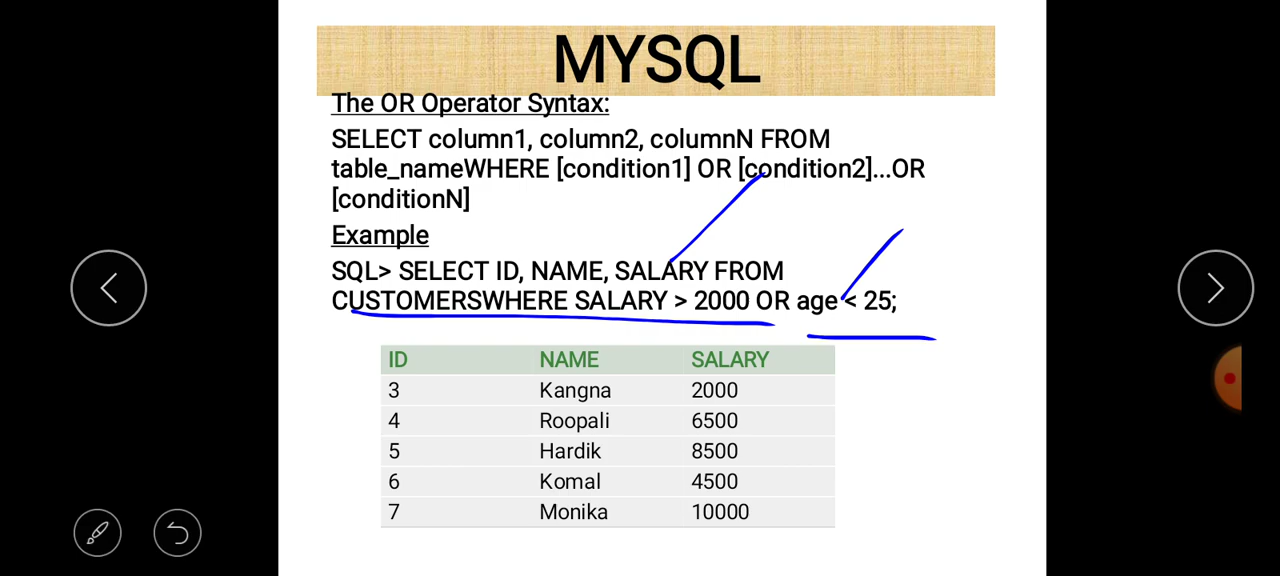 MYSQL
The OR Operator Syntax:
SELECT column1, column2, columnN FROM
table_nameWHERE [condition1] OR [condition2]...OR
[conditionN]
Example
SQL> SELECT ID, NAME, SALARY FROM
CUSTOMERSWHERE SALARY > 2000 OR age < 25;
ID NAME SALARY
3 Kangna 2000
4 Roopali 6500
5 Hardik 8500
6 Komal 4500
7 Monika 10000